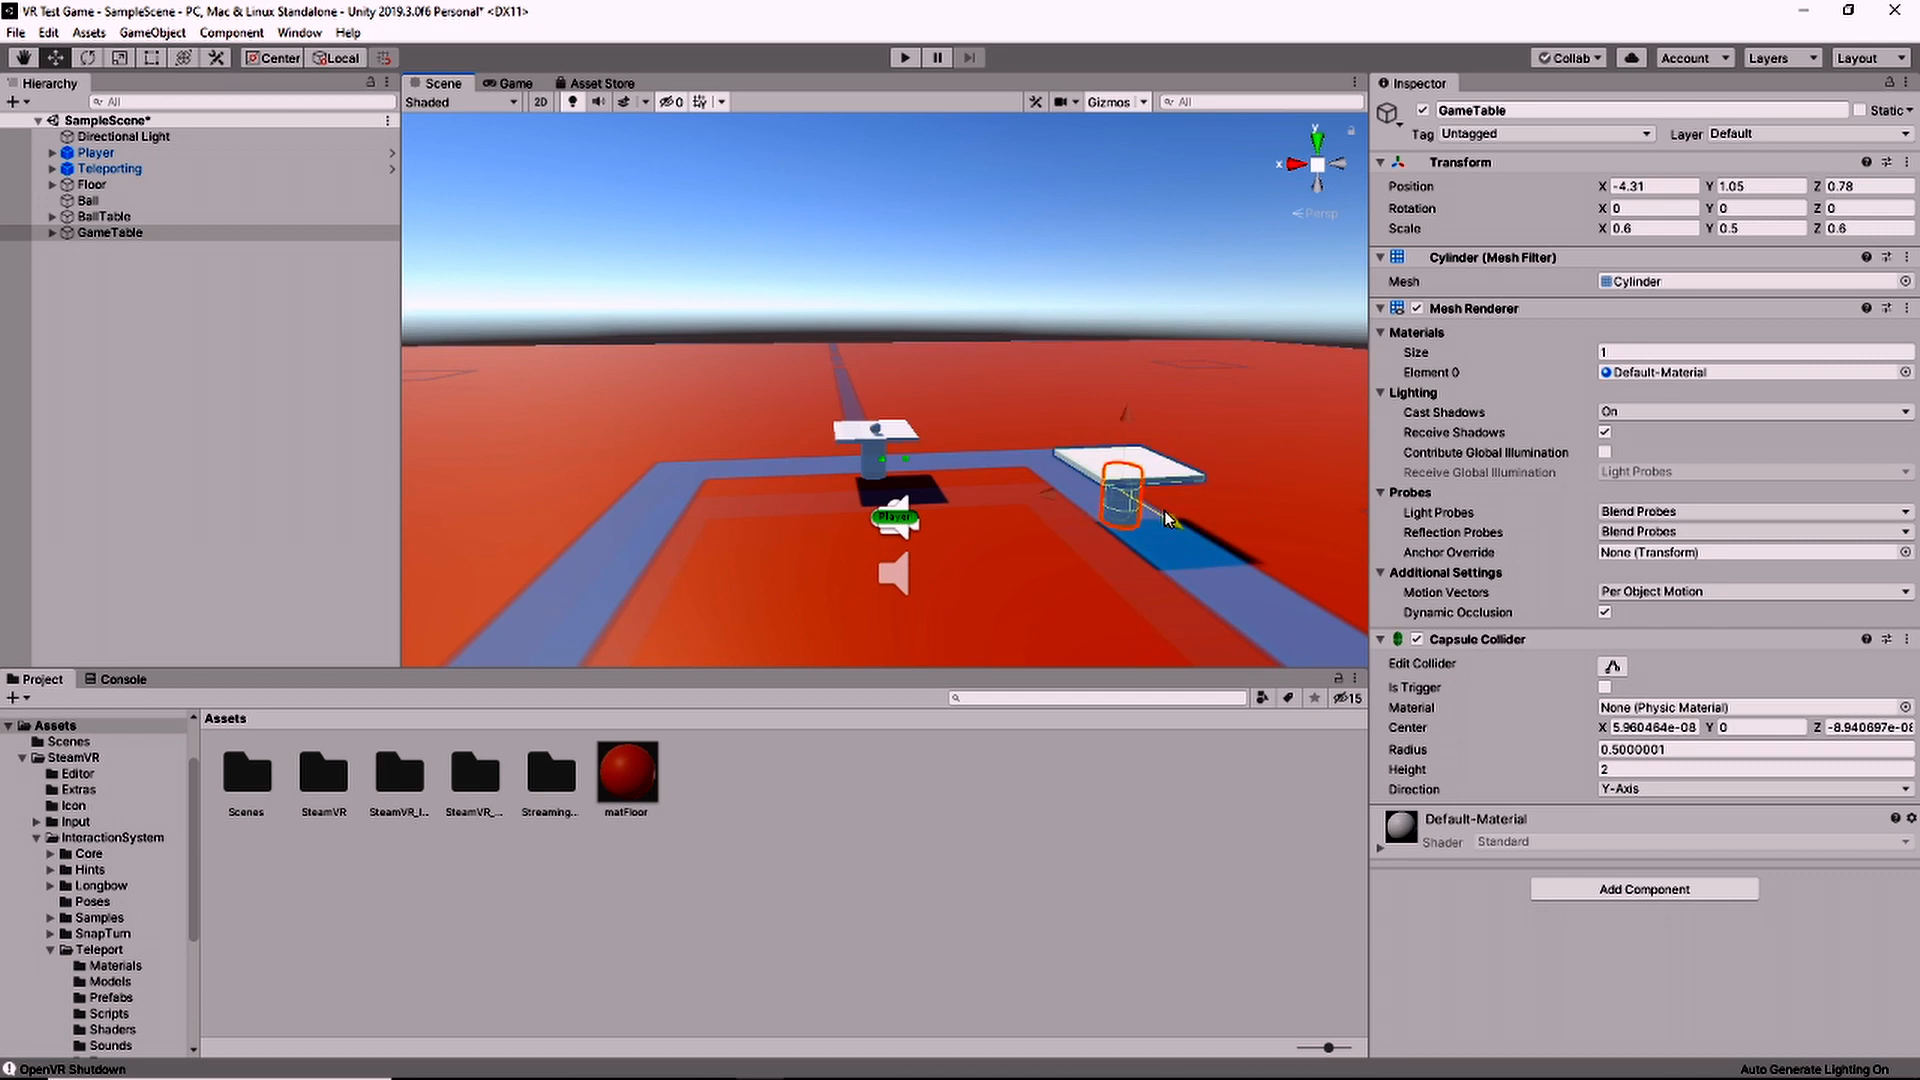 VR Test Game - SampleScene - PC, Mac & Linux Standalone - Unity 2019.3.0f6 Personal* <DX11>
File Edit Assets GameObject Component Window Help
Center Local Collab Account Layers Layout
Hierarchy
All
SampleScene*
Directional Light
Player
Teleporting
Floor
Ball
BallTable
GameTable
Scene Game Asset Store
Shaded 2D 0 Gizmos All
y
x
Persp
Player
Inspector
GameTable Static
Tag Untagged Layer Default
Transform
Position X -4.31 Y 1.05 Z 0.78
Rotation X 0 Y 0 Z 0
Scale X 0.6 Y 0.5 Z 0.6
Cylinder (Mesh Filter)
Mesh Cylinder
Mesh Renderer
Materials
Size 1
Element 0 Default-Material
Lighting
Cast Shadows On
Receive Shadows
Contribute Global Illumination
Receive Global Illumination Light Probes
Probes
Light Probes Blend Probes
Reflection Probes Blend Probes
Anchor Override None (Transform)
Additional Settings
Motion Vectors Per Object Motion
Dynamic Occlusion
Capsule Collider
Edit Collider
Is Trigger
Material None (Physic Material)
Center X 5.960464e-08 Y 0 Z -8.940697e-08
Radius 0.5000001
Height 2
Direction Y-Axis
Default-Material
Shader Standard
Add Component
Project Console
15
Assets
Scenes
SteamVR
Editor
Extras
Icon
Input
InteractionSystem
Core
Hints
Longbow
Poses
Samples
SnapTurn
Teleport
Materials
Models
Prefabs
Scripts
Shaders
Sounds
Assets
Scenes SteamVR SteamVR_I... SteamVR_... Streaming... matFloor
OpenVR Shutdown
Auto Generate Lighting On